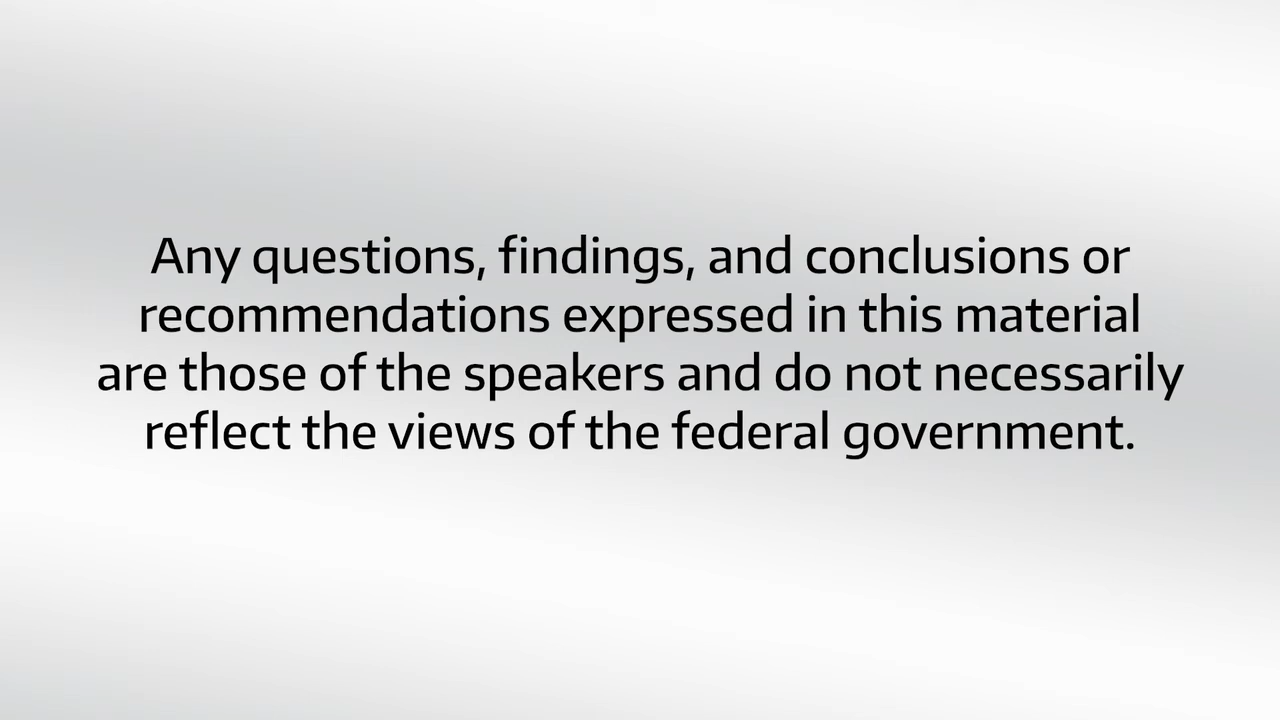 Any questions, findings, and conclusions or
recommendations expressed in this material
are those of the speakers and do not necessarily
reflect the views of the federal government.